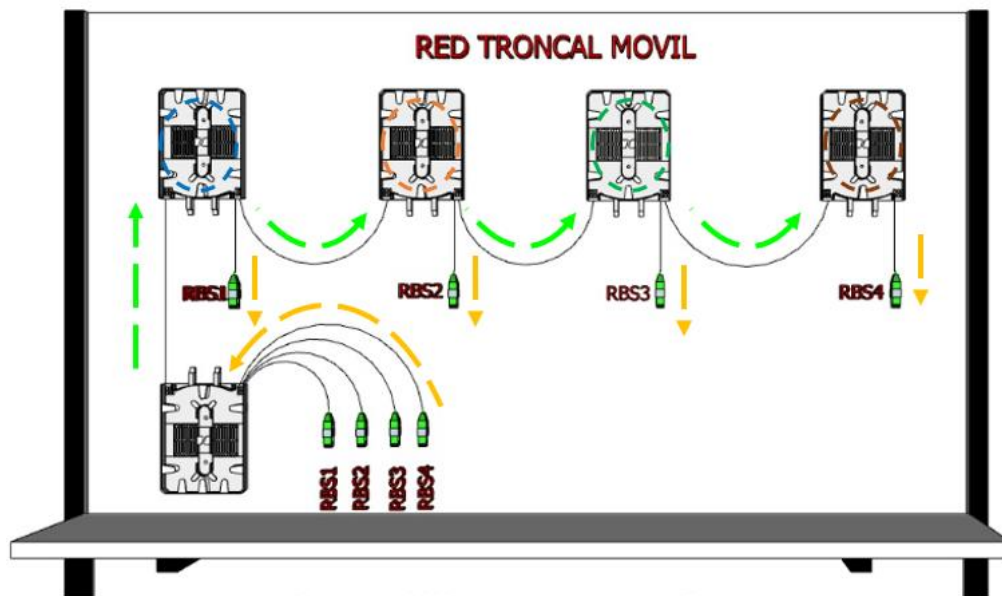 RED TRONCAL MOVIL
RBS1
RBS2
RBS3
RBS4
RBS1
RBS2
RBS3
RBS4